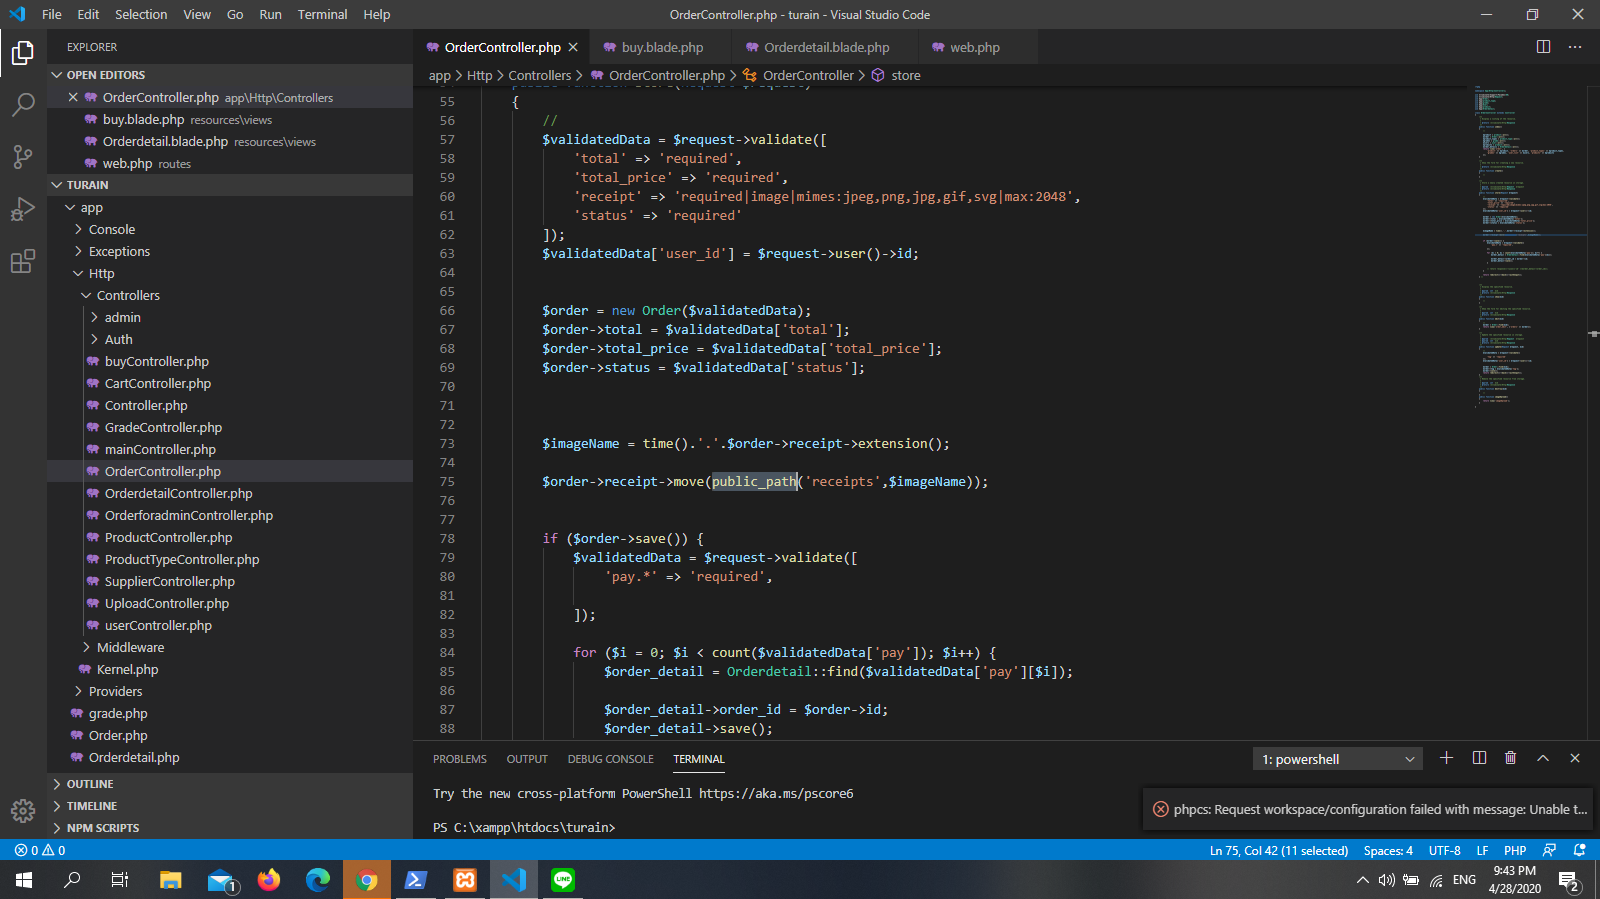 File Edit Selection View Go Run Terminal Help
OrderController.php - turain - Visual Studio Code
EXPLORER
OPEN EDITORS
OrderController.php app\Http\Controllers
buy.blade.php resources\views
Orderdetail.blade.php resources\views
web.php routes
TURAIN
app
Console
Exceptions
Http
Controllers
admin
Auth
buyController.php
CartController.php
Controller.php
GradeController.php
mainController.php
OrderController.php
OrderdetailController.php
OrderforadminController.php
ProductController.php
ProductTypeController.php
SupplierController.php
UploadController.php
userController.php
Middleware
Kernel.php
Providers
grade.php
Order.php
Orderdetail.php
OUTLINE
TIMELINE
NPM SCRIPTS
OrderController.php buy.blade.php Orderdetail.blade.php web.php
app > Http > Controllers > OrderController.php > OrderController > store
55 {
56 //
57 $validatedData = $request->validate([
58 'total' => 'required',
59 'total_price' => 'required',
60 'receipt' => 'required|image|mimes:jpeg,png,jpg,gif,svg|max:2048',
61 'status' => 'required'
62 ]);
63 $validatedData['user_id'] = $request->user()->id;
64
65
66 $order = new Order($validatedData);
67 $order->total = $validatedData['total'];
68 $order->total_price = $validatedData['total_price'];
69 $order->status = $validatedData['status'];
70
71
72
73 $imageName = time().'.'.$order->receipt->extension();
74
75 $order->receipt->move(public_path('receipts',$imageName));
76
77
78 if ($order->save()) {
79 $validatedData = $request->validate([
80 'pay.*' => 'required',
81
82 ]);
83
84 for ($i = 0; $i < count($validatedData['pay']); $i++) {
85 $order_detail = Orderdetail::find($validatedData['pay'][$i]);
86
87 $order_detail->order_id = $order->id;
88 $order_detail->save();
PROBLEMS OUTPUT DEBUG CONSOLE TERMINAL
1: powershell
Try the new cross-platform PowerShell https://aka.ms/pscore6
PS C:\xampp\htdocs\turain>
phpcs: Request workspace/configuration failed with message: Unable t...
0 0
Ln 75, Col 42 (11 selected) Spaces: 4 UTF-8 LF PHP
1
ENG
9:43 PM
4/28/2020
2
LINE